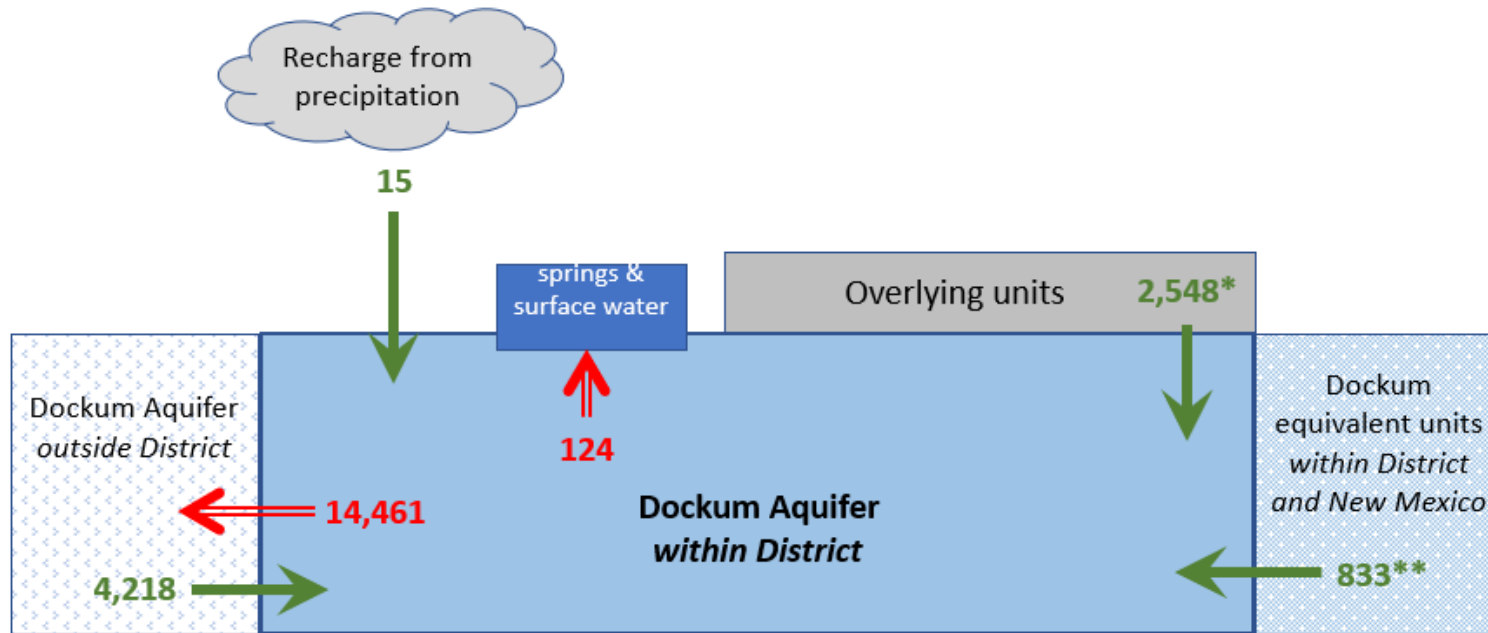 Recharge from
precipitation
15
springs &
surface water
Overlying units
2,548*
Dockum Aquifer
outside District
124
14,461
4,218
Dockum Aquifer
within District
Dockum
equivalent units
within District
and New Mexico
833**